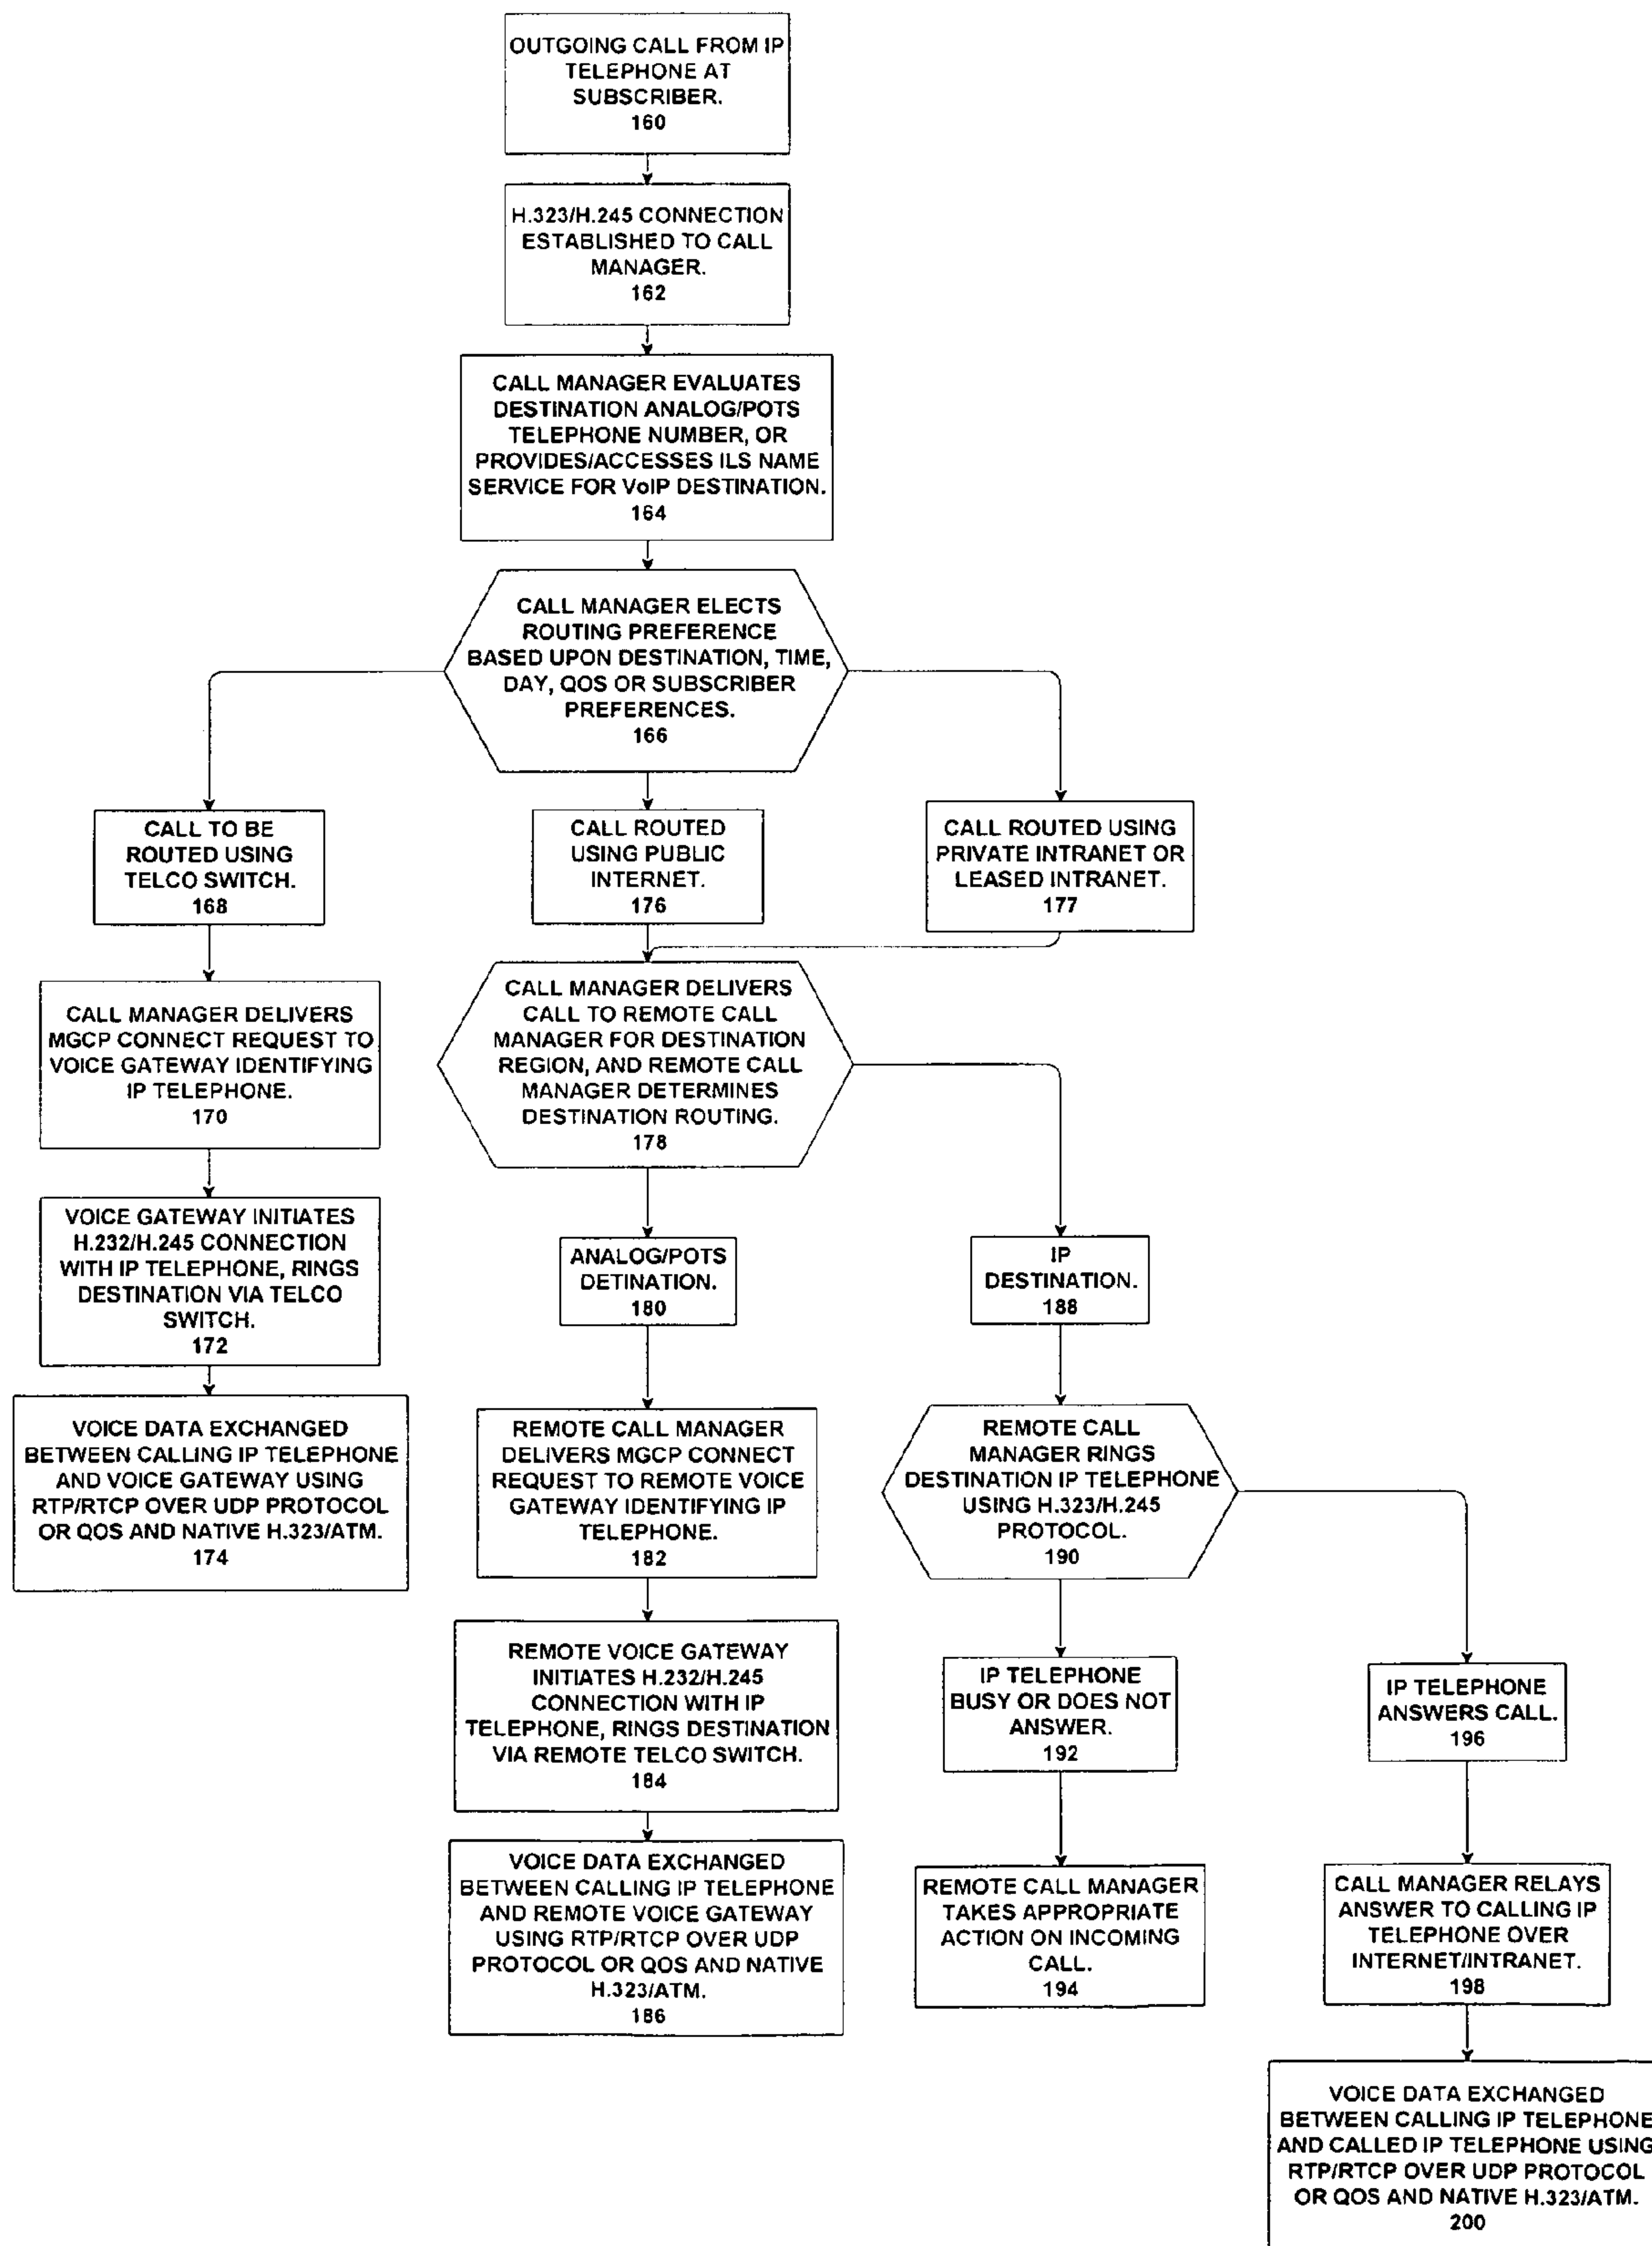 OUTGOING CALL FROM IP
TELEPHONE AT
SUBSCRIBER.
160
H.323/H.245 CONNECTION
ESTABLISHED TO CALL
MANAGER.
162
CALL MANAGER EVALUATES
DESTINATION ANALOG/POTS
TELEPHONE NUMBER, OR
PROVIDES/ACCESSES ILS NAME
SERVICE FOR VoIP DESTINATION.
164
CALL MANAGER ELECTS
ROUTING PREFERENCE
BASED UPON DESTINATION, TIME,
DAY, QOS OR SUBSCRIBER
PREFERENCES.
166
CALL TO BE
ROUTED USING
TELCO SWITCH.
168
CALL ROUTED
USING PUBLIC
INTERNET.
176
CALL ROUTED USING
PRIVATE INTRANET OR
LEASED INTRANET.
177
CALL MANAGER DELIVERS
MGCP CONNECT REQUEST TO
VOICE GATEWAY IDENTIFYING
IP TELEPHONE.
170
CALL MANAGER DELIVERS
CALL TO REMOTE CALL
MANAGER FOR DESTINATION
REGION, AND REMOTE CALL
MANAGER DETERMINES
DESTINATION ROUTING.
178
VOICE GATEWAY INITIATES
H.232/H.245 CONNECTION
WITH IP TELEPHONE, RINGS
DESTINATION VIA TELCO
SWITCH.
172
ANALOG/POTS
DETINATION.
180
IP
DESTINATION.
188
VOICE DATA EXCHANGED
BETWEEN CALLING IP TELEPHONE
AND VOICE GATEWAY USING
RTP/RTCP OVER UDP PROTOCOL
OR QOS AND NATIVE H.323/ATM.
174
REMOTE CALL MANAGER
DELIVERS MGCP CONNECT
REQUEST TO REMOTE VOICE
GATEWAY IDENTIFYING IP
TELEPHONE.
182
REMOTE CALL
MANAGER RINGS
DESTINATION IP TELEPHONE
USING H.323/H.245
PROTOCOL.
190
REMOTE VOICE GATEWAY
INITIATES H.232/H.245
CONNECTION WITH IP
TELEPHONE, RINGS DESTINATION
VIA REMOTE TELCO SWITCH.
184
IP TELEPHONE
BUSY OR DOES NOT
ANSWER.
192
IP TELEPHONE
ANSWERS CALL.
196
VOICE DATA EXCHANGED
BETWEEN CALLING IP TELEPHONE
AND REMOTE VOICE GATEWAY
USING RTP/RTCP OVER UDP
PROTOCOL OR QOS AND NATIVE
H.323/ATM.
186
REMOTE CALL MANAGER
TAKES APPROPRIATE
ACTION ON INCOMING
CALL.
194
CALL MANAGER RELAYS
ANSWER TO CALLING IP
TELEPHONE OVER
INTERNET/INTRANET.
198
VOICE DATA EXCHANGED
BETWEEN CALLING IP TELEPHONE
AND CALLED IP TELEPHONE USING
RTP/RTCP OVER UDP PROTOCOL
OR QOS AND NATIVE H.323/ATM.
200